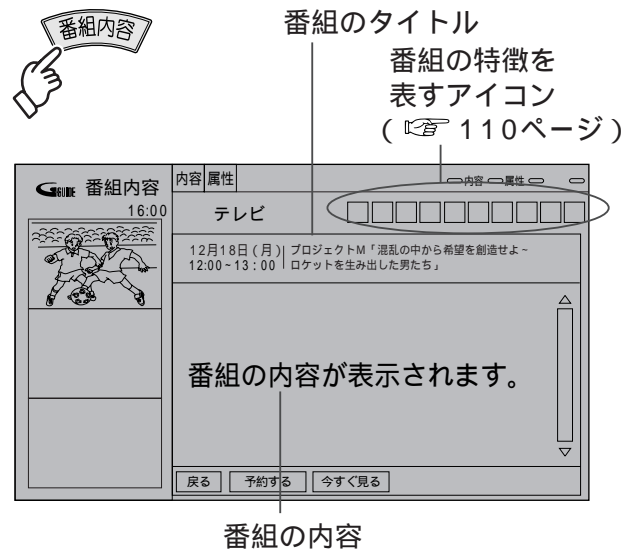 番組内容
番組のタイトル
番組の特徴を
表すアイコン
(☞110ページ)
G GUIDE 番組内容
16:00
内容 属性
内容 属性
テレビ
12月18日(月) プロジェクトM「混乱の中から希望を創造せよ~
12:00~13:00 ロケットを生み出した男たち」
番組の内容が表示されます。
戻る 予約する 今すぐ見る
番組の内容